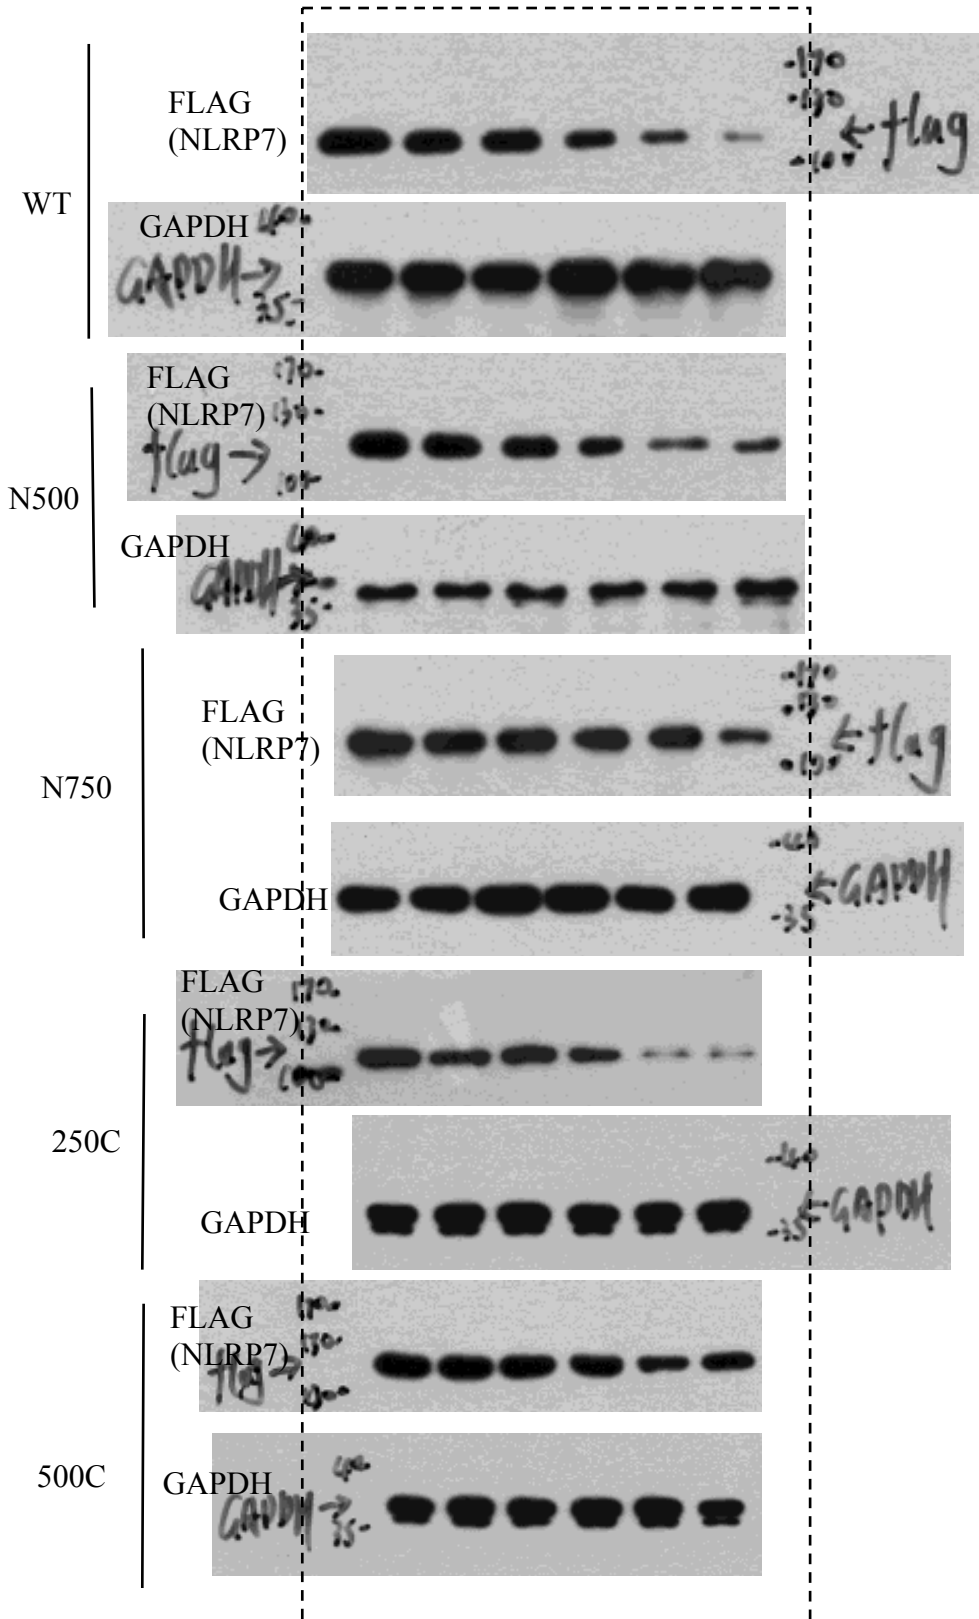 WT
FLAG
(NLRP7)
-170
-130
-100
←flag
GAPDH
40-
GAPDH→
35-
N500
FLAG
(NLRP7)
170-
130-
flag→
100-
GAPDH
40-
GAPDH→
35-
N750
FLAG
(NLRP7)
-170
-130
←flag
-100
GAPDH
-40
←GAPDH
-35
250C
FLAG
(NLRP7)
170-
130-
flag→
100-
GAPDH
-40
←GAPDH
-35
500C
FLAG
(NLRP7)
170-
130-
flag→
100-
GAPDH
40-
GAPDH→
35-